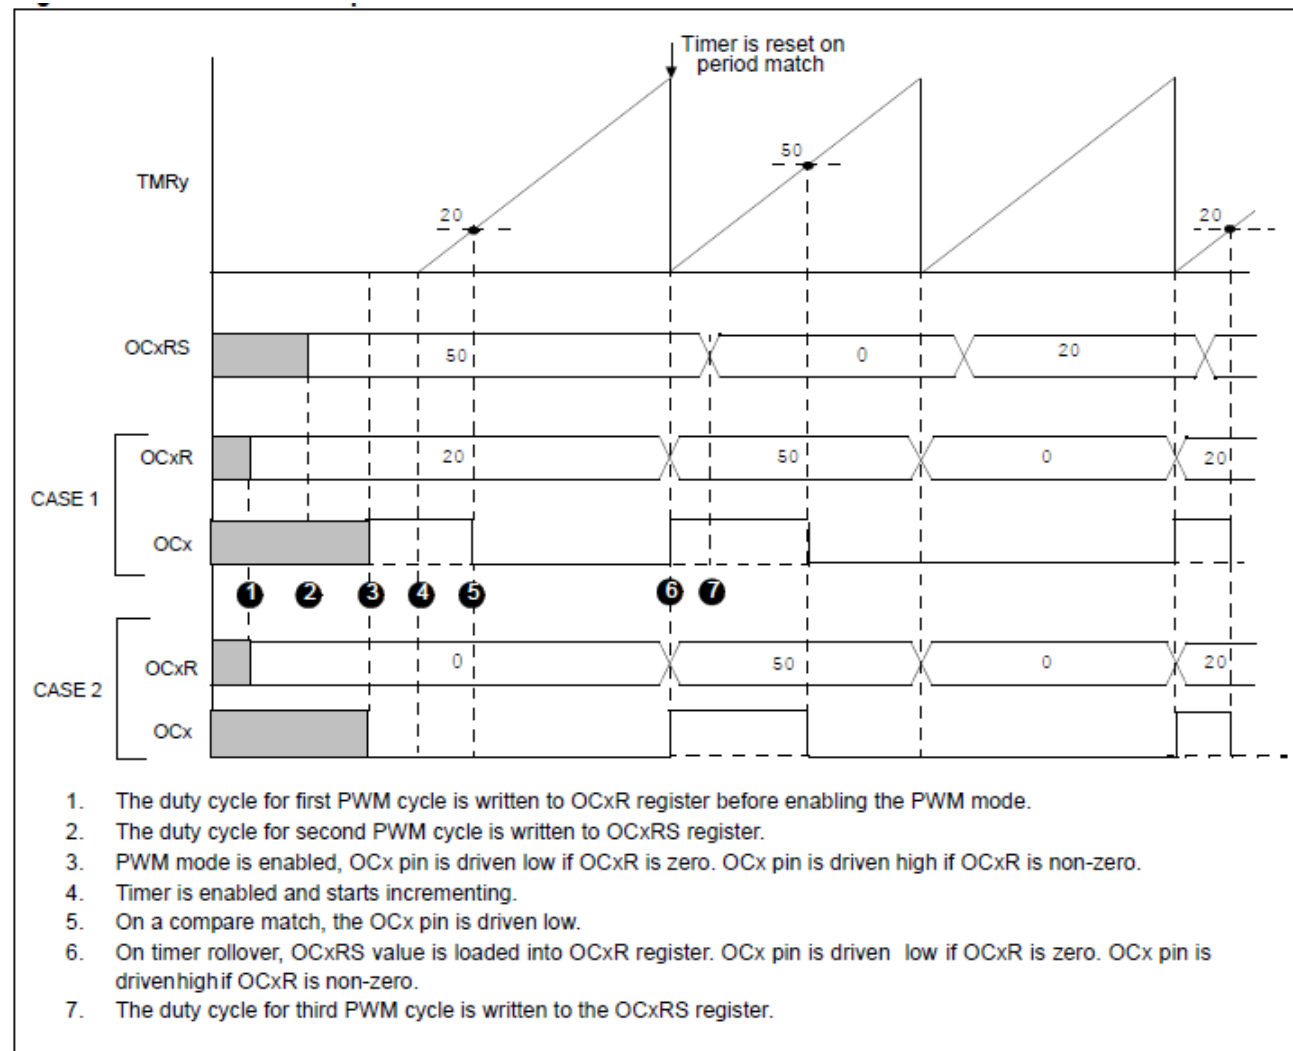 Timer is reset on
period match
50
TMRy
20
20
OCxRS
50
0
20
OCxR
20
50
0
20
CASE 1
OCx
1 2 3 4 5 6 7
OCxR
0
50
0
20
CASE 2
OCx
1. The duty cycle for first PWM cycle is written to OCxR register before enabling the PWM mode.
2. The duty cycle for second PWM cycle is written to OCxRS register.
3. PWM mode is enabled, OCx pin is driven low if OCxR is zero. OCx pin is driven high if OCxR is non-zero.
4. Timer is enabled and starts incrementing.
5. On a compare match, the OCx pin is driven low.
6. On timer rollover, OCxRS value is loaded into OCxR register. OCx pin is driven low if OCxR is zero. OCx pin is
drivenhighif OCxR is non-zero.
7. The duty cycle for third PWM cycle is written to the OCxRS register.